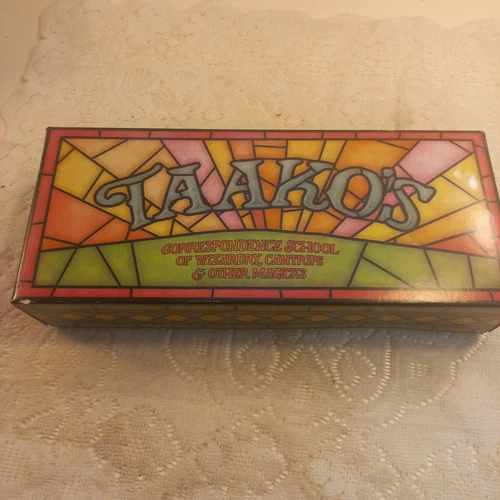 TAAKO'S
CORRESPONDENCE SCHOOL
OF WIZARDRY, CANTRIPS
& OTHER MAGICKS